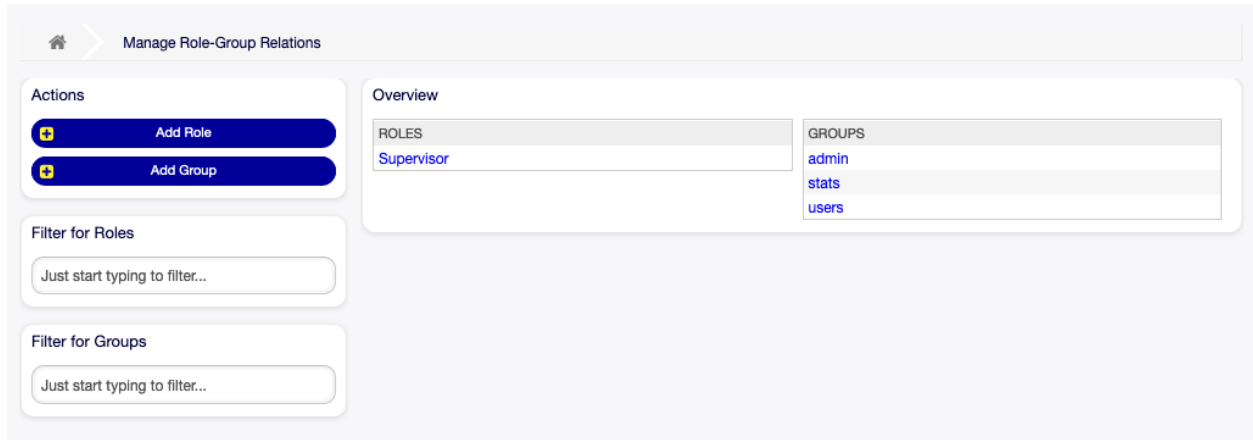 Manage Role-Group Relations
Actions
Add Role
Add Group
Filter for Roles
Just start typing to filter...
Filter for Groups
Just start typing to filter...
Overview
ROLES
Supervisor
GROUPS
admin
stats
users